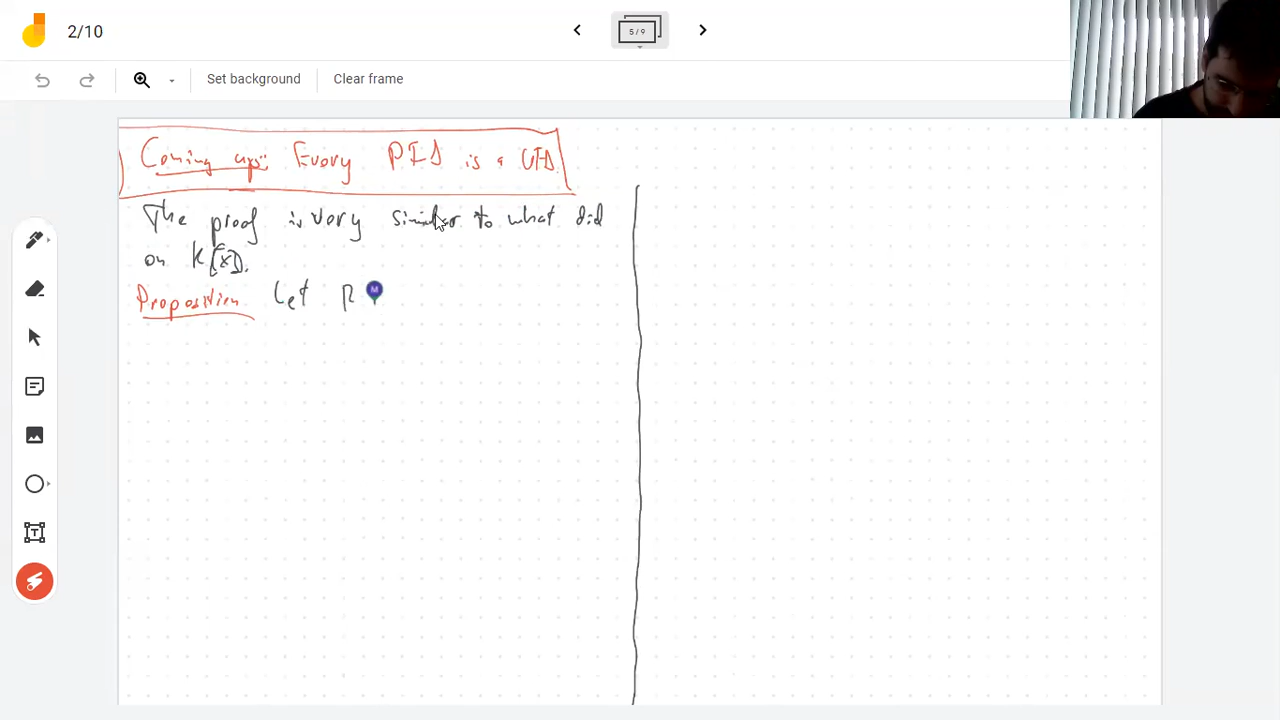 2/10
5 / 9
Set background
Clear frame
Coming up: Every PID is a UFD.
The proof is very similar to what did
on K[x].
Proposition Let R
M
T